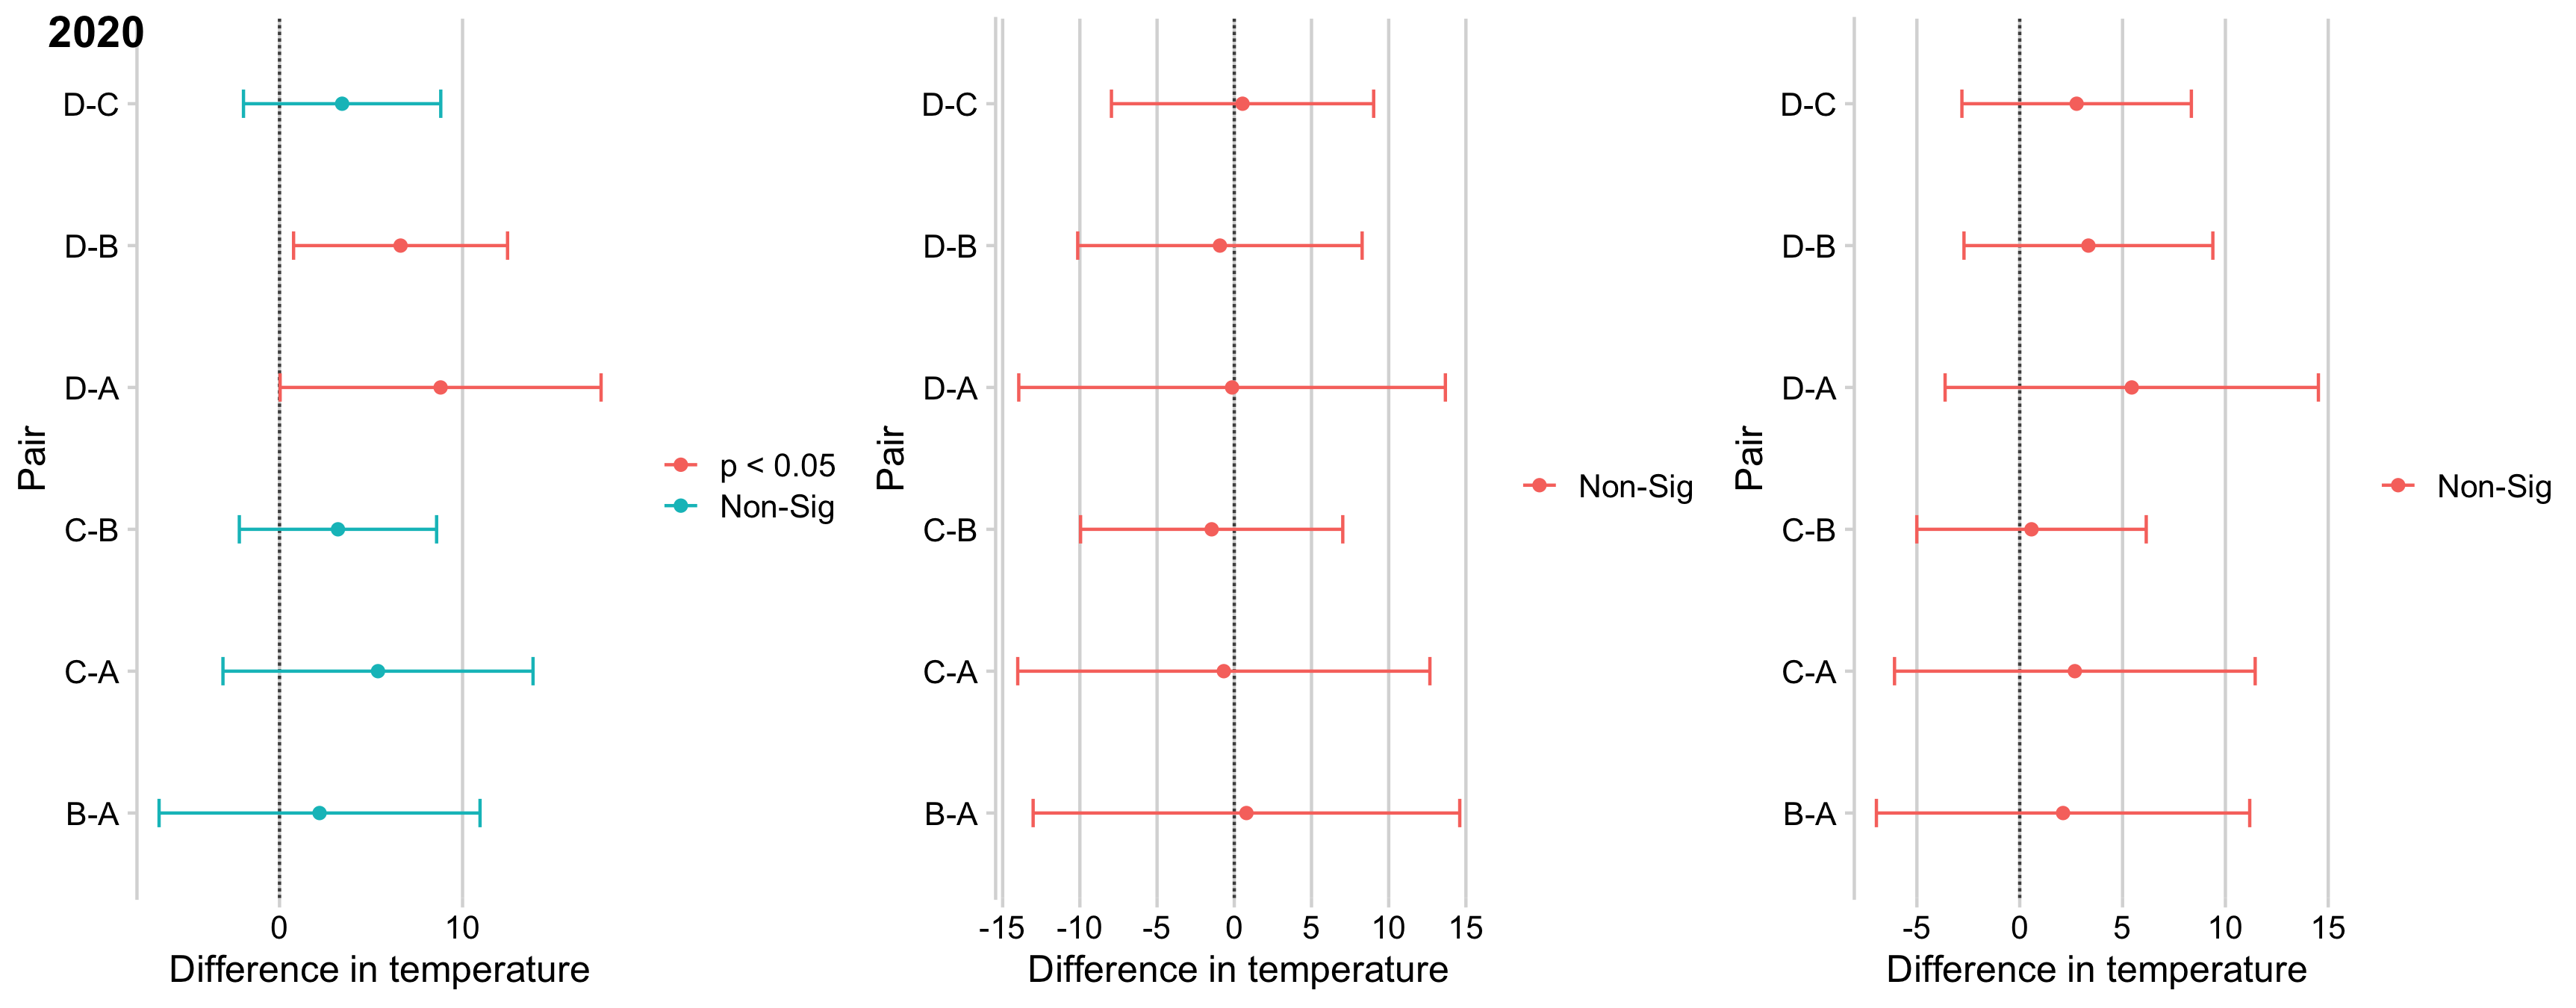 2020
Pair
D-C
D-B
D-A
C-B
C-A
B-A
0 10
Difference in temperature
p < 0.05
Non-Sig
Pair
D-C
D-B
D-A
C-B
C-A
B-A
-15 -10 -5 0 5 10 15
Difference in temperature
Non-Sig
Pair
D-C
D-B
D-A
C-B
C-A
B-A
-5 0 5 10 15
Difference in temperature
Non-Sig